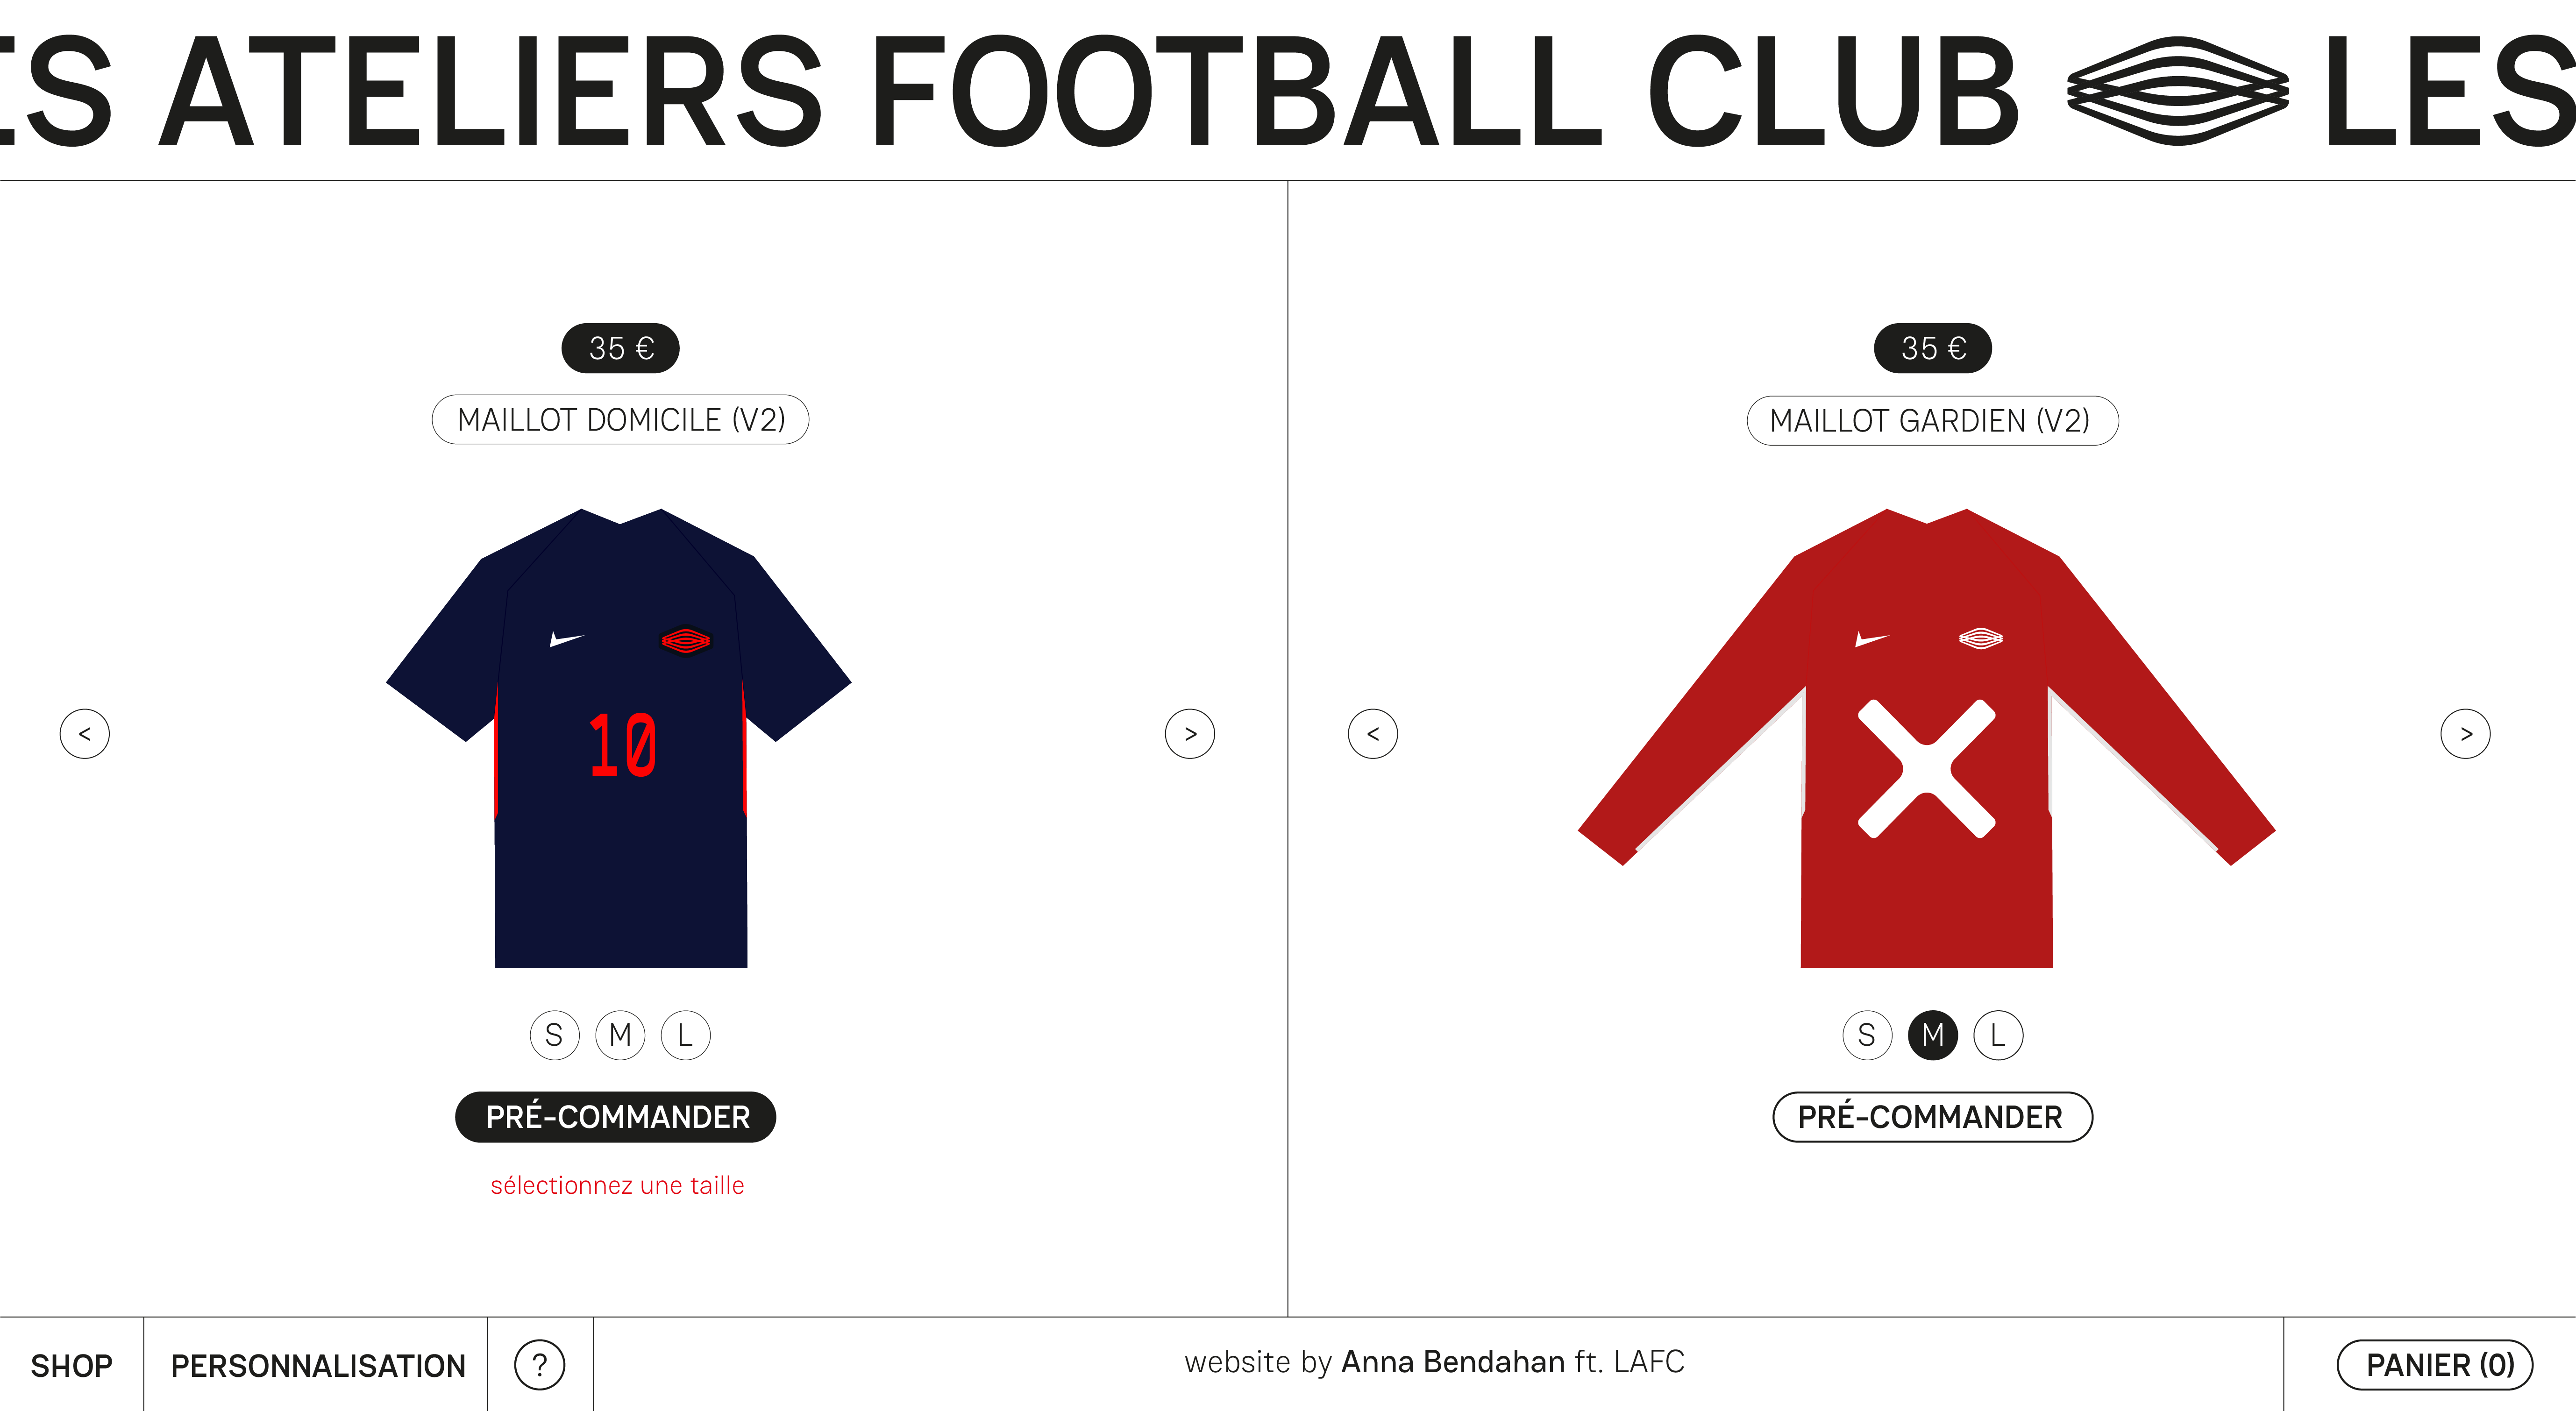 ES ATELIERS FOOTBALL CLUB LES
35 €
MAILLOT DOMICILE (V2)
10
<
>
S M L
PRÉ-COMMANDER
sélectionnez une taille
35 €
MAILLOT GARDIEN (V2)
<
>
S M L
PRÉ-COMMANDER
SHOP
PERSONNALISATION
?
website by Anna Bendahan ft. LAFC
PANIER (0)